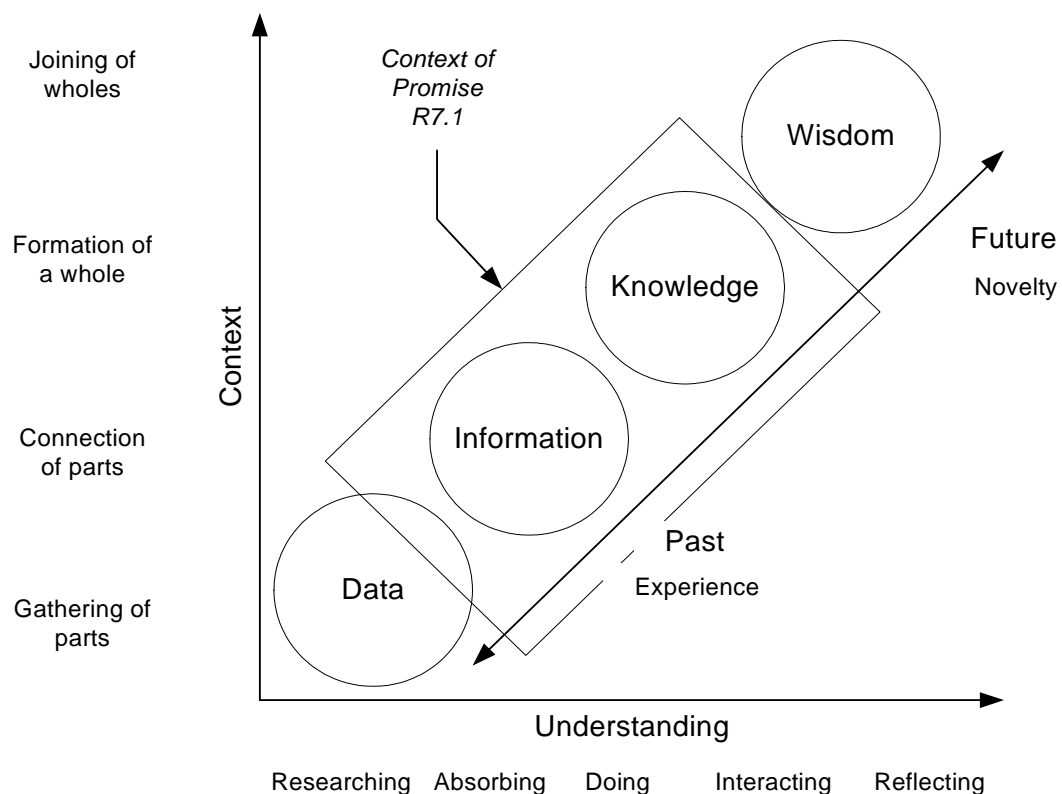 Joining of
wholes
Context of
Promise
R7.1
Wisdom
Formation of
a whole
Future
Novelty
Knowledge
Context
Connection
of parts
Information
Past
Experience
Data
Gathering of
parts
Understanding
Researching Absorbing Doing Interacting Reflecting